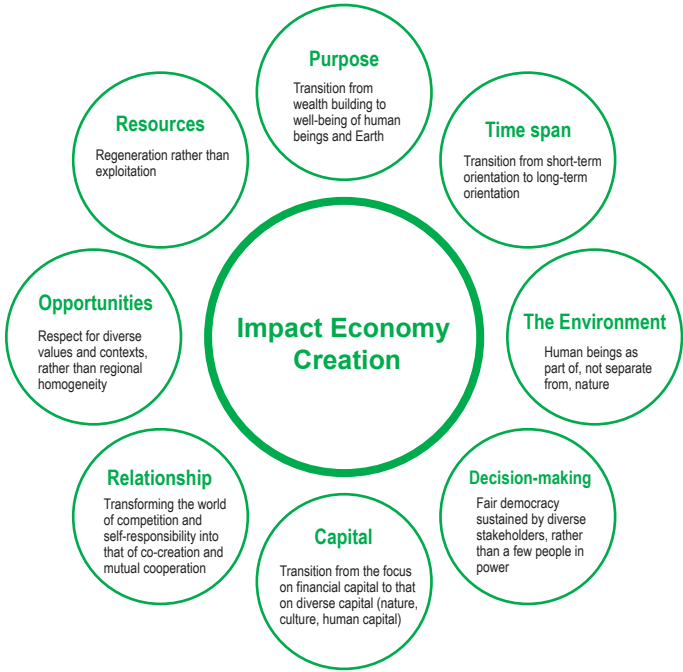 Purpose
Transition from
wealth building to
well-being of human
beings and Earth
Time span
Transition from short-term
orientation to long-term
orientation
The Environment
Human beings as
part of, not separate
from, nature
Decision-making
Fair democracy
sustained by diverse
stakeholders, rather
than a few people in
power
Capital
Transition from the focus
on financial capital to that
on diverse capital (nature,
culture, human capital)
Relationship
Transforming the world
of competition and
self-responsibility into
that of co-creation and
mutual cooperation
Opportunities
Respect for diverse
values and contexts,
rather than regional
homogeneity
Resources
Regeneration rather than
exploitation
Impact Economy
Creation